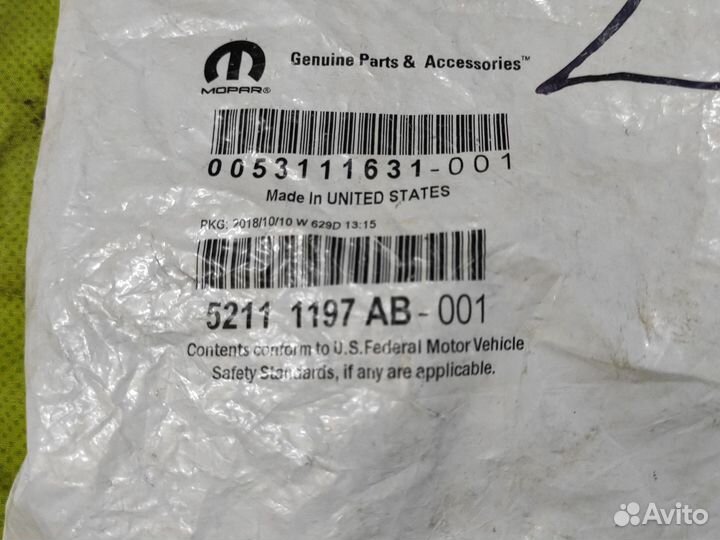 Genuine Parts & Accessories™
MOPAR®
0053111631-001
Made In UNITED STATES
PKG: 2018/10/10 W 629D 13:15
5211 1197 AB - 001
Contents conform to U.S. Federal Motor Vehicle
Safety Standards, if any are applicable.
Avito